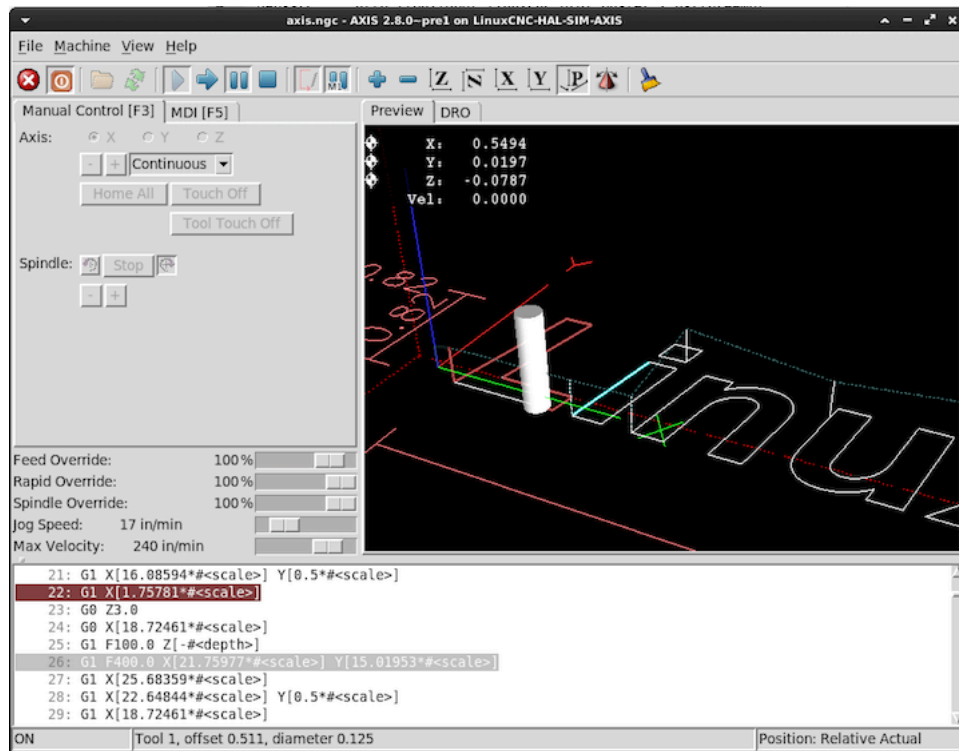 axis.ngc - AXIS 2.8.0~pre1 on LinuxCNC-HAL-SIM-AXIS
File Machine View Help
M1 Z N X Y P
Manual Control [F3] MDI [F5]
Preview DRO
Axis: X Y Z
- + Continuous
Home All Touch Off
Tool Touch Off
Spindle: Stop
- +
X: 0.5494
Y: 0.0197
Z: -0.0787
Vel: 0.0000
Y
X
Linu
Feed Override: 100%
Rapid Override: 100%
Spindle Override: 100%
Jog Speed: 17 in/min
Max Velocity: 240 in/min
21: G1 X[16.08594*#<scale>] Y[0.5*#<scale>]
22: G1 X[1.75781*#<scale>]
23: G0 Z3.0
24: G0 X[18.72461*#<scale>]
25: G1 F100.0 Z[-#<depth>]
26: G1 F400.0 X[21.75977*#<scale>] Y[15.01953*#<scale>]
27: G1 X[25.68359*#<scale>]
28: G1 X[22.64844*#<scale>] Y[0.5*#<scale>]
29: G1 X[18.72461*#<scale>]
ON Tool 1, offset 0.511, diameter 0.125 Position: Relative Actual